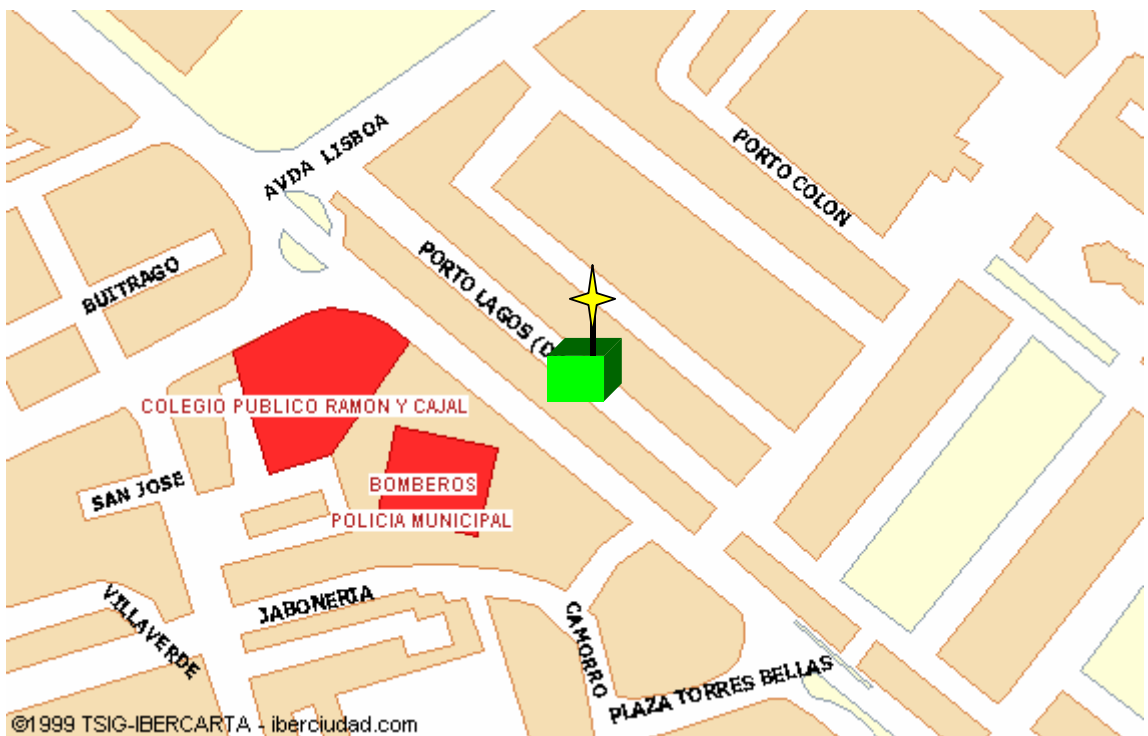 AVDA LISBOA
PORTO COLON
BUITRAGO
PORTO LAGOS (D
COLEGIO PUBLICO RAMON Y CAJAL
BOMBEROS
SAN JOSE
POLICIA MUNICIPAL
VILLAVERDE
JABONERIA
CAMORRO
PLAZA TORRES BELLAS
©1999 TSIG-IBERCARTA - iberciudad.com